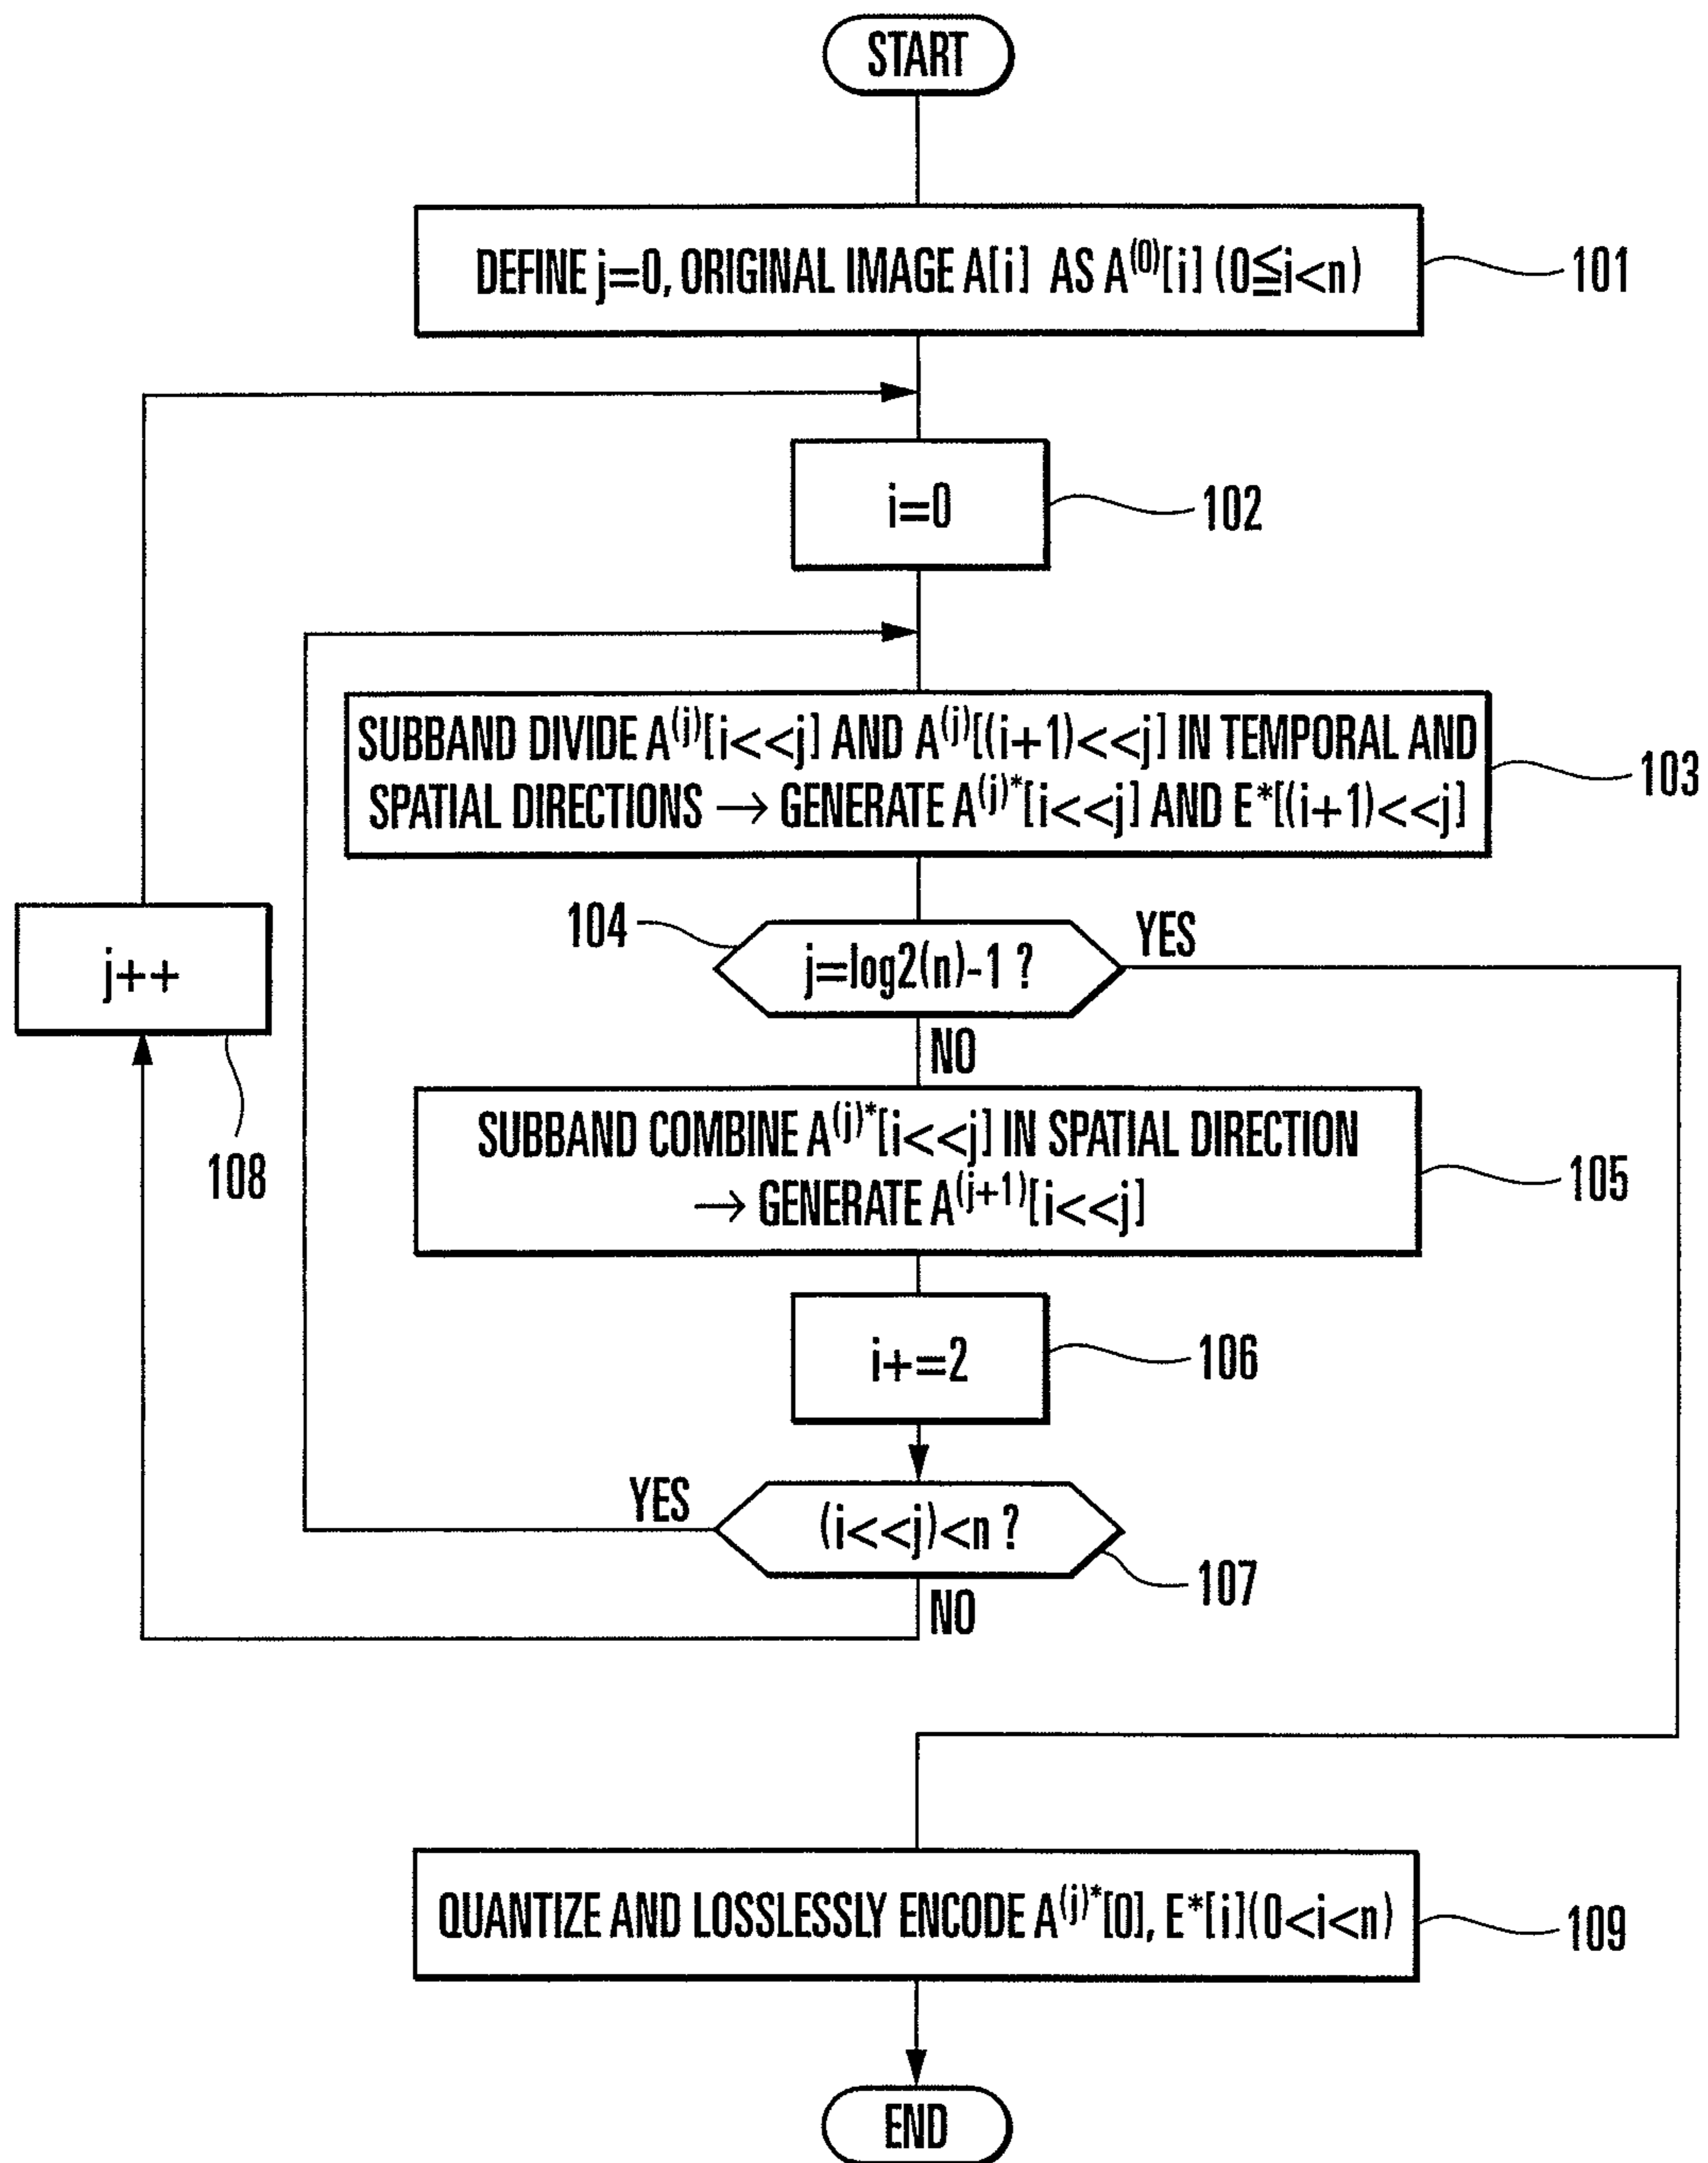 START
DEFINE j=0, ORIGINAL IMAGE A[i] AS A^(0)[i] (0≦i<n)
101
i=0
102
SUBBAND DIVIDE A^(j)[i<<j] AND A^(j)[(i+1)<<j] IN TEMPORAL AND
SPATIAL DIRECTIONS → GENERATE A^(j)*[i<<j] AND E*[(i+1)<<j]
103
104
j=log2(n)-1 ?
YES
NO
j++
108
SUBBAND COMBINE A^(j)*[i<<j] IN SPATIAL DIRECTION
→ GENERATE A^(j+1)[i<<j]
105
i+=2
106
YES
(i<<j)<n ?
107
NO
QUANTIZE AND LOSSLESSLY ENCODE A^(j)*[0], E*[i](0<i<n)
109
END